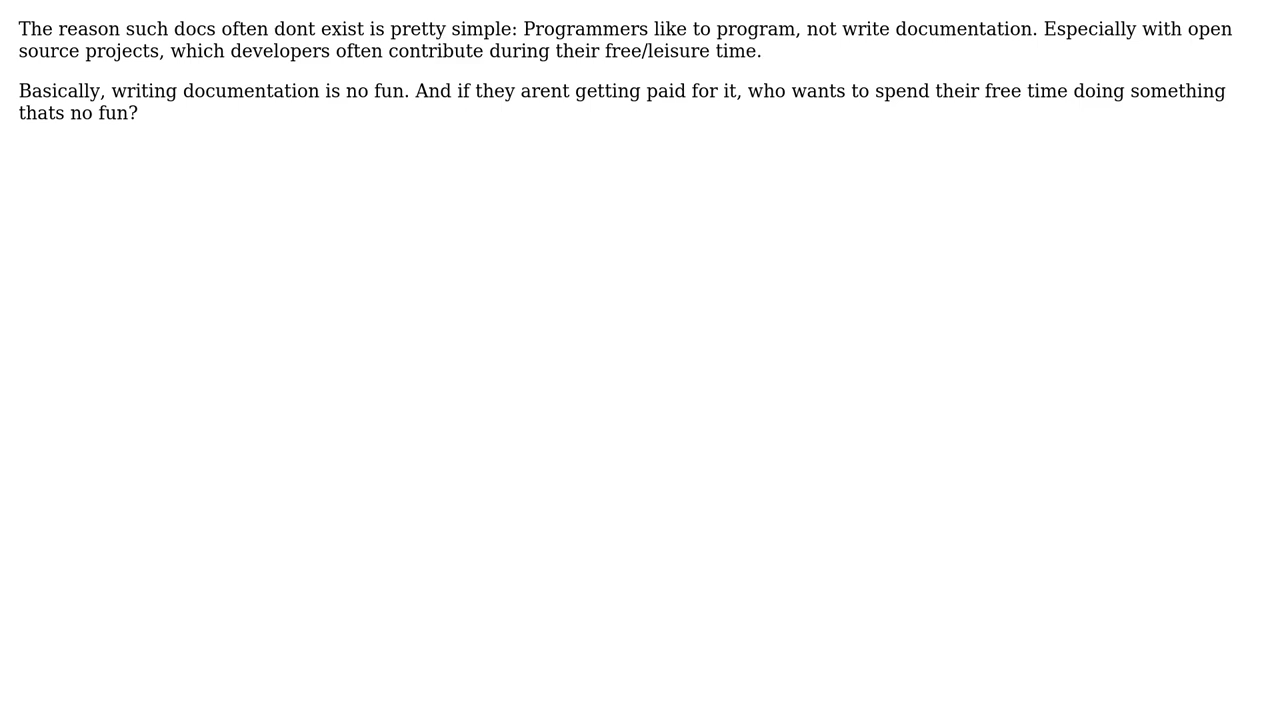 The reason such docs often dont exist is pretty simple: Programmers like to program, not write documentation. Especially with open
source projects, which developers often contribute during their free/leisure time.
Basically, writing documentation is no fun. And if they arent getting paid for it, who wants to spend their free time doing something
thats no fun?